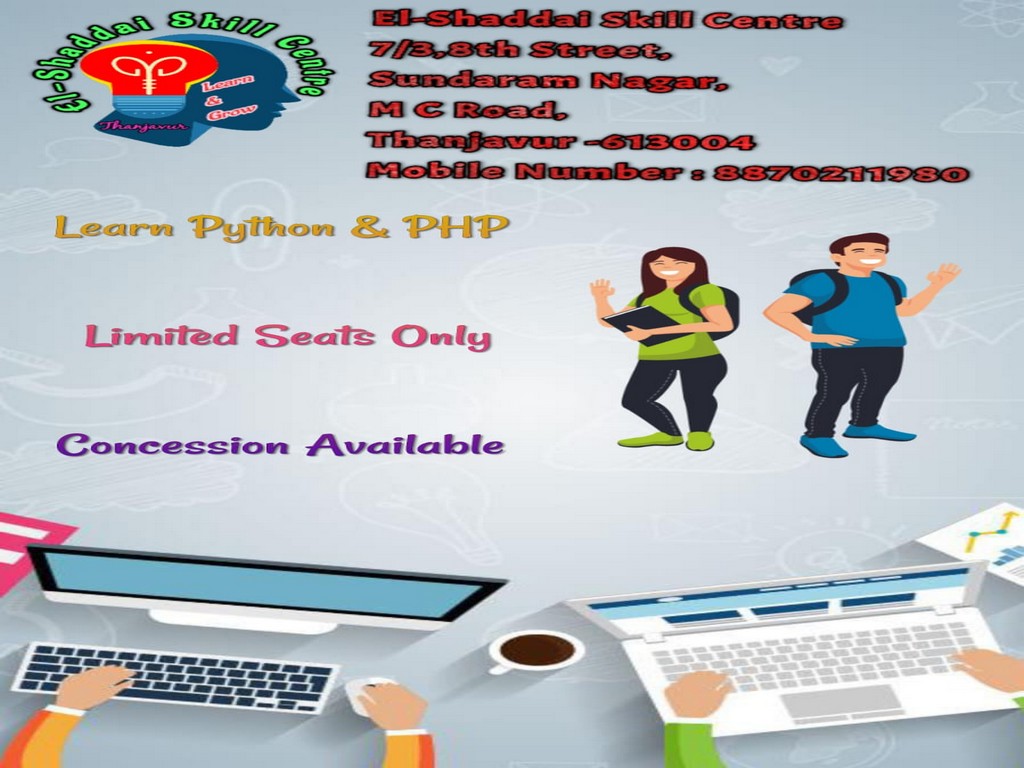 El-Shaddai Skill Centre
Learn
&
Grow
Thanjavur
El-Shaddai Skill Centre
7/3,8th Street,
Sundaram Nagar,
M C Road,
Thanjavur -613004
Mobile Number : 8870211980
Learn Python & PHP
Limited Seats Only
Concession Available